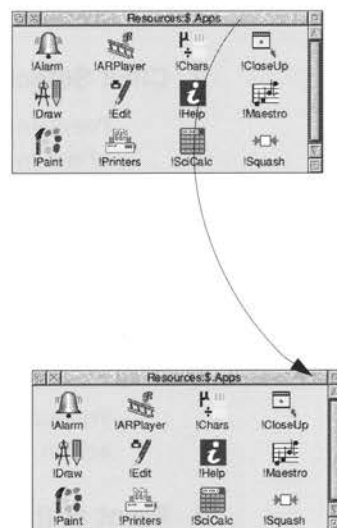 Resources:$.Apps
!Alarm !ARPlayer !Chars !CloseUp
!Draw !Edit !Help !Maestro
!Paint !Printers !SciCalc !Squash
Resources:$.Apps
!Alarm !ARPlayer !Chars !CloseUp
!Draw !Edit !Help !Maestro
!Paint !Printers !SciCalc !Squash